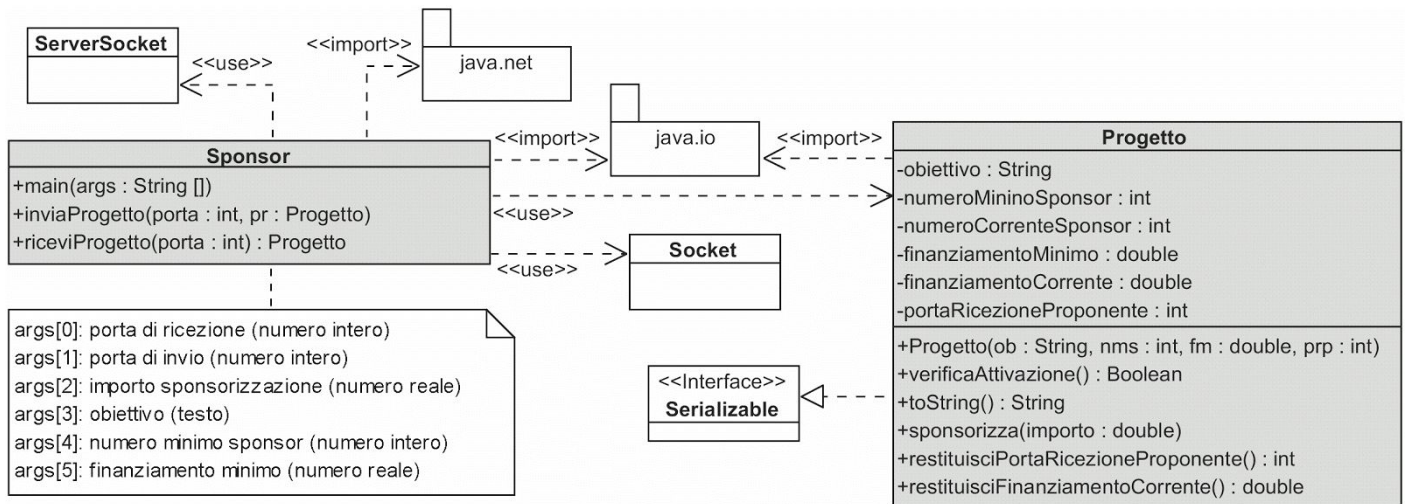 ServerSocket
<<use>>
<<import>>
java.net
Sponsor
+main(args : String [])
+inviaProgetto(porta : int, pr : Progetto)
+riceviProgetto(porta : int) : Progetto
<<import>>
java.io
<<import>>
<<use>>
<<use>>
Socket
args[0]: porta di ricezione (numero intero)
args[1]: porta di invio (numero intero)
args[2]: importo sponsorizzazione (numero reale)
args[3]: obiettivo (testo)
args[4]: numero minimo sponsor (numero intero)
args[5]: finanziamento minimo (numero reale)
<<Interface>>
Serializable
Progetto
-obiettivo : String
-numeroMininoSponsor : int
-numeroCorrenteSponsor : int
-finanziamentoMinimo : double
-finanziamentoCorrente : double
-portaRicezioneProponente : int
+Progetto(ob : String, nms : int, fm : double, prp : int)
+verificaAttivazione() : Boolean
+toString() : String
+sponsorizza(importo : double)
+restituisciPortaRicezioneProponente() : int
+restituisciFinanziamentoCorrente() : double